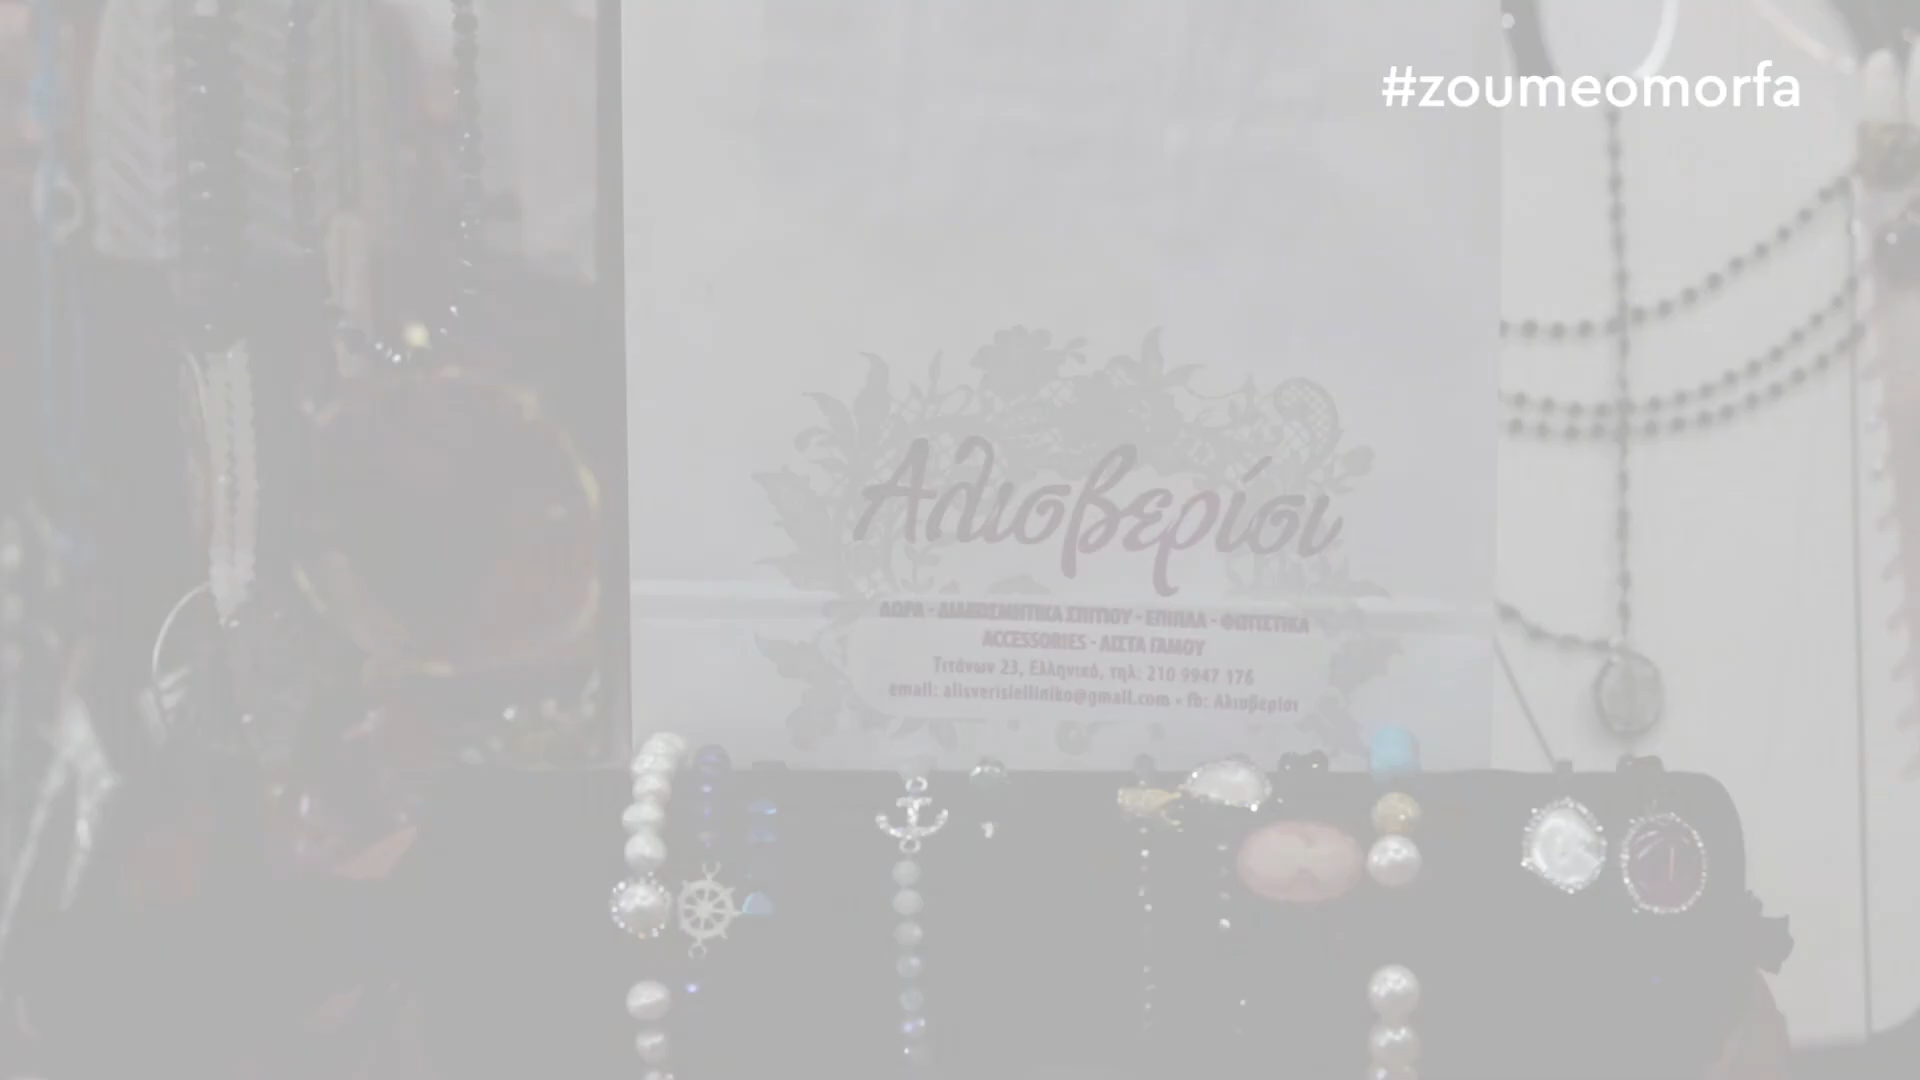 #zoumeomorfa
Αλισβερίσι
ΔΩΡΑ - ΔΙΑΚΟΣΜΗΤΙΚΑ ΣΠΙΤΙΟΥ - ΕΠΙΠΛΑ - ΦΩΤΙΣΤΙΚΑ
ACCESSORIES - ΛΙΣΤΑ ΓΑΜΟΥ
Τιτάνων 23, Ελληνικό, τηλ: 210 9947 176
email: alisverisielliniko@gmail.com - fb: Αλισβερίσι